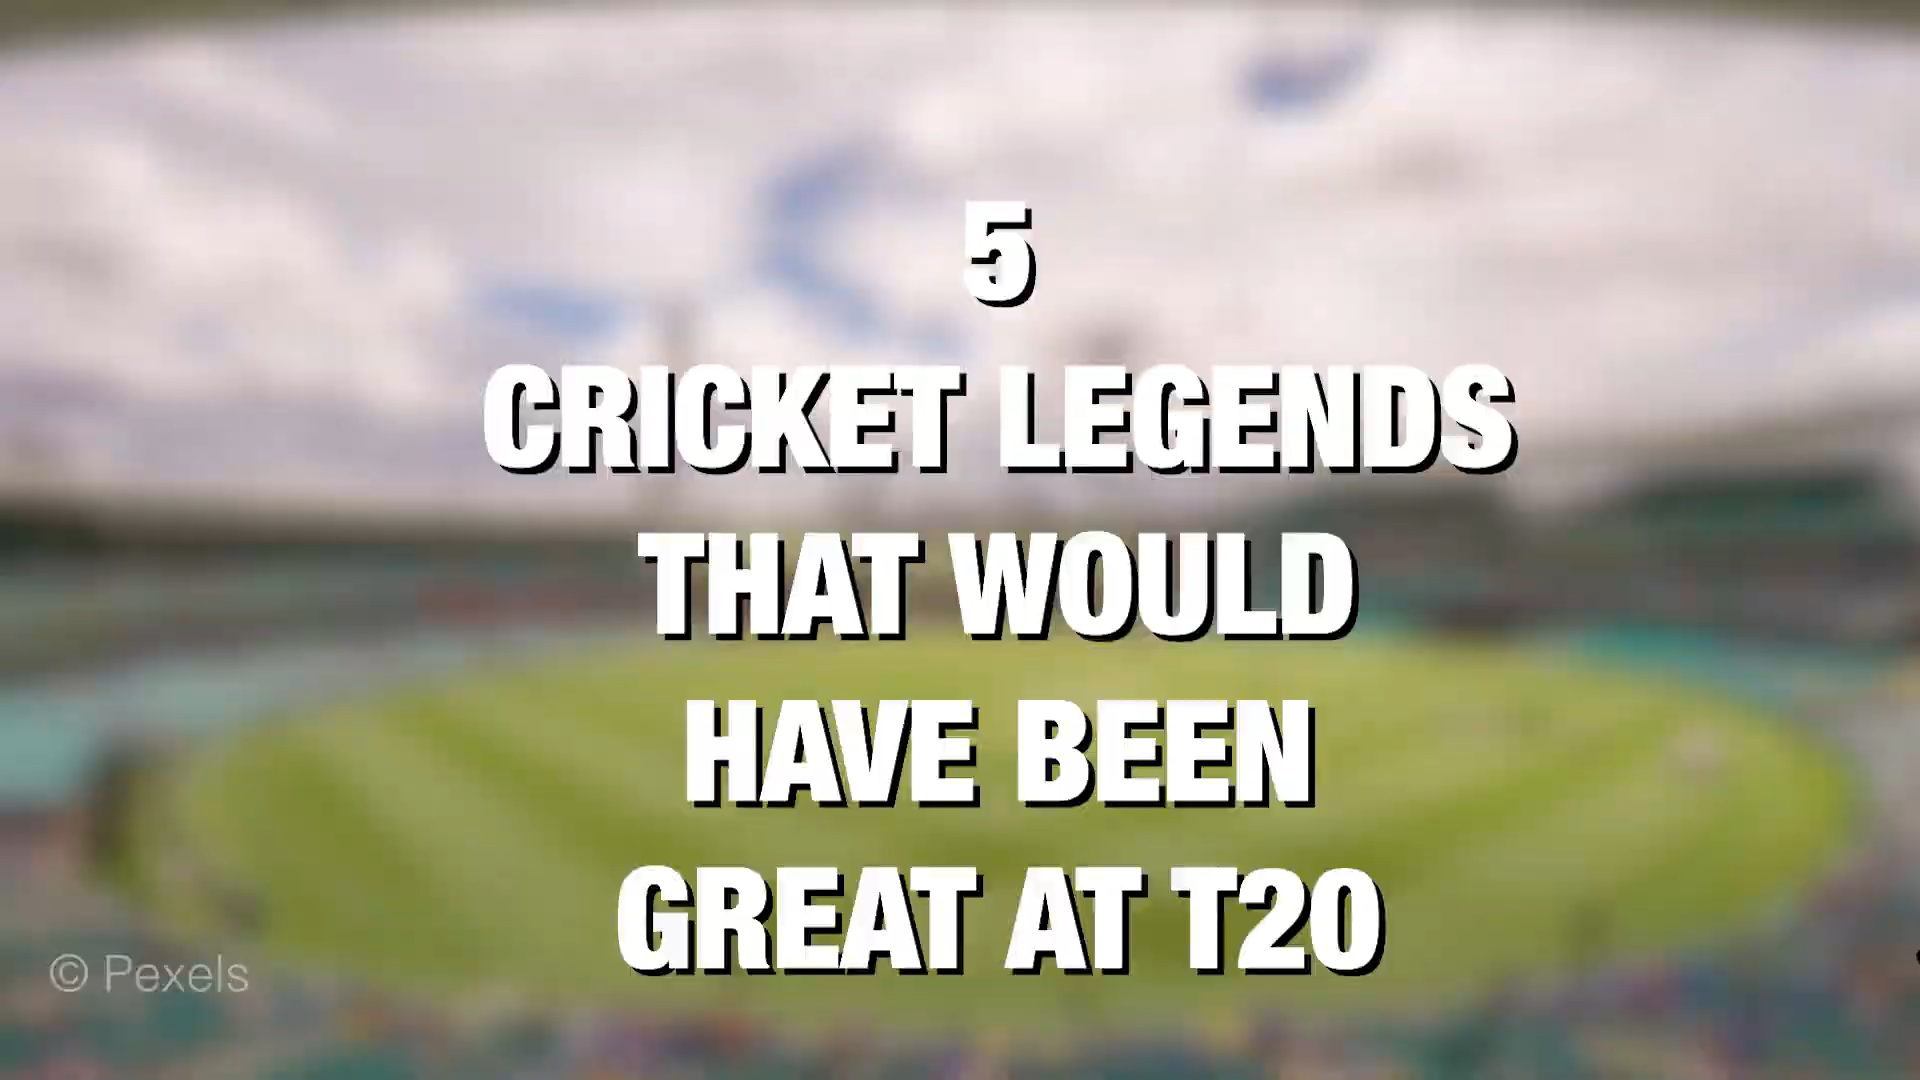 5
CRICKET LEGENDS
THAT WOULD
HAVE BEEN
GREAT AT T20
© Pexels